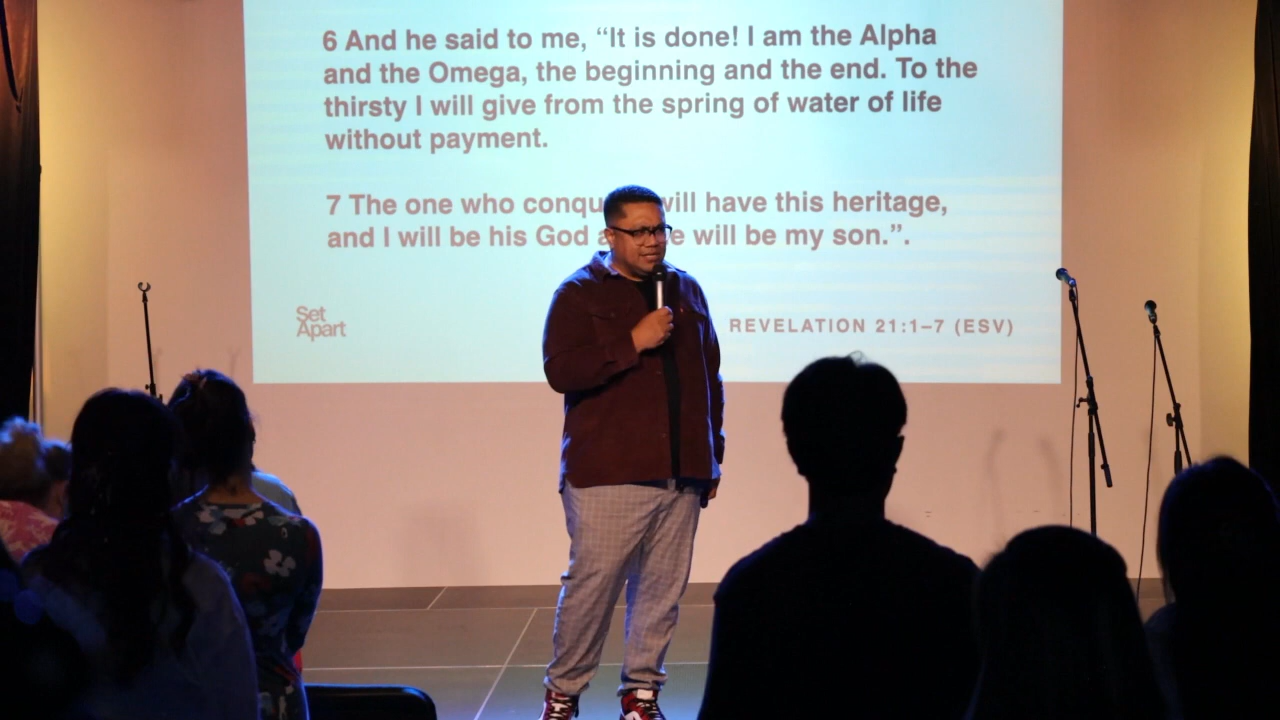 6 And he said to me, “It is done! I am the Alpha
and the Omega, the beginning and the end. To the
thirsty I will give from the spring of water of life
without payment.
7 The one who will have this heritage,
and I will be his God will be my son.”.
Set
Apart
REVELATION 21:1–7 (ESV)